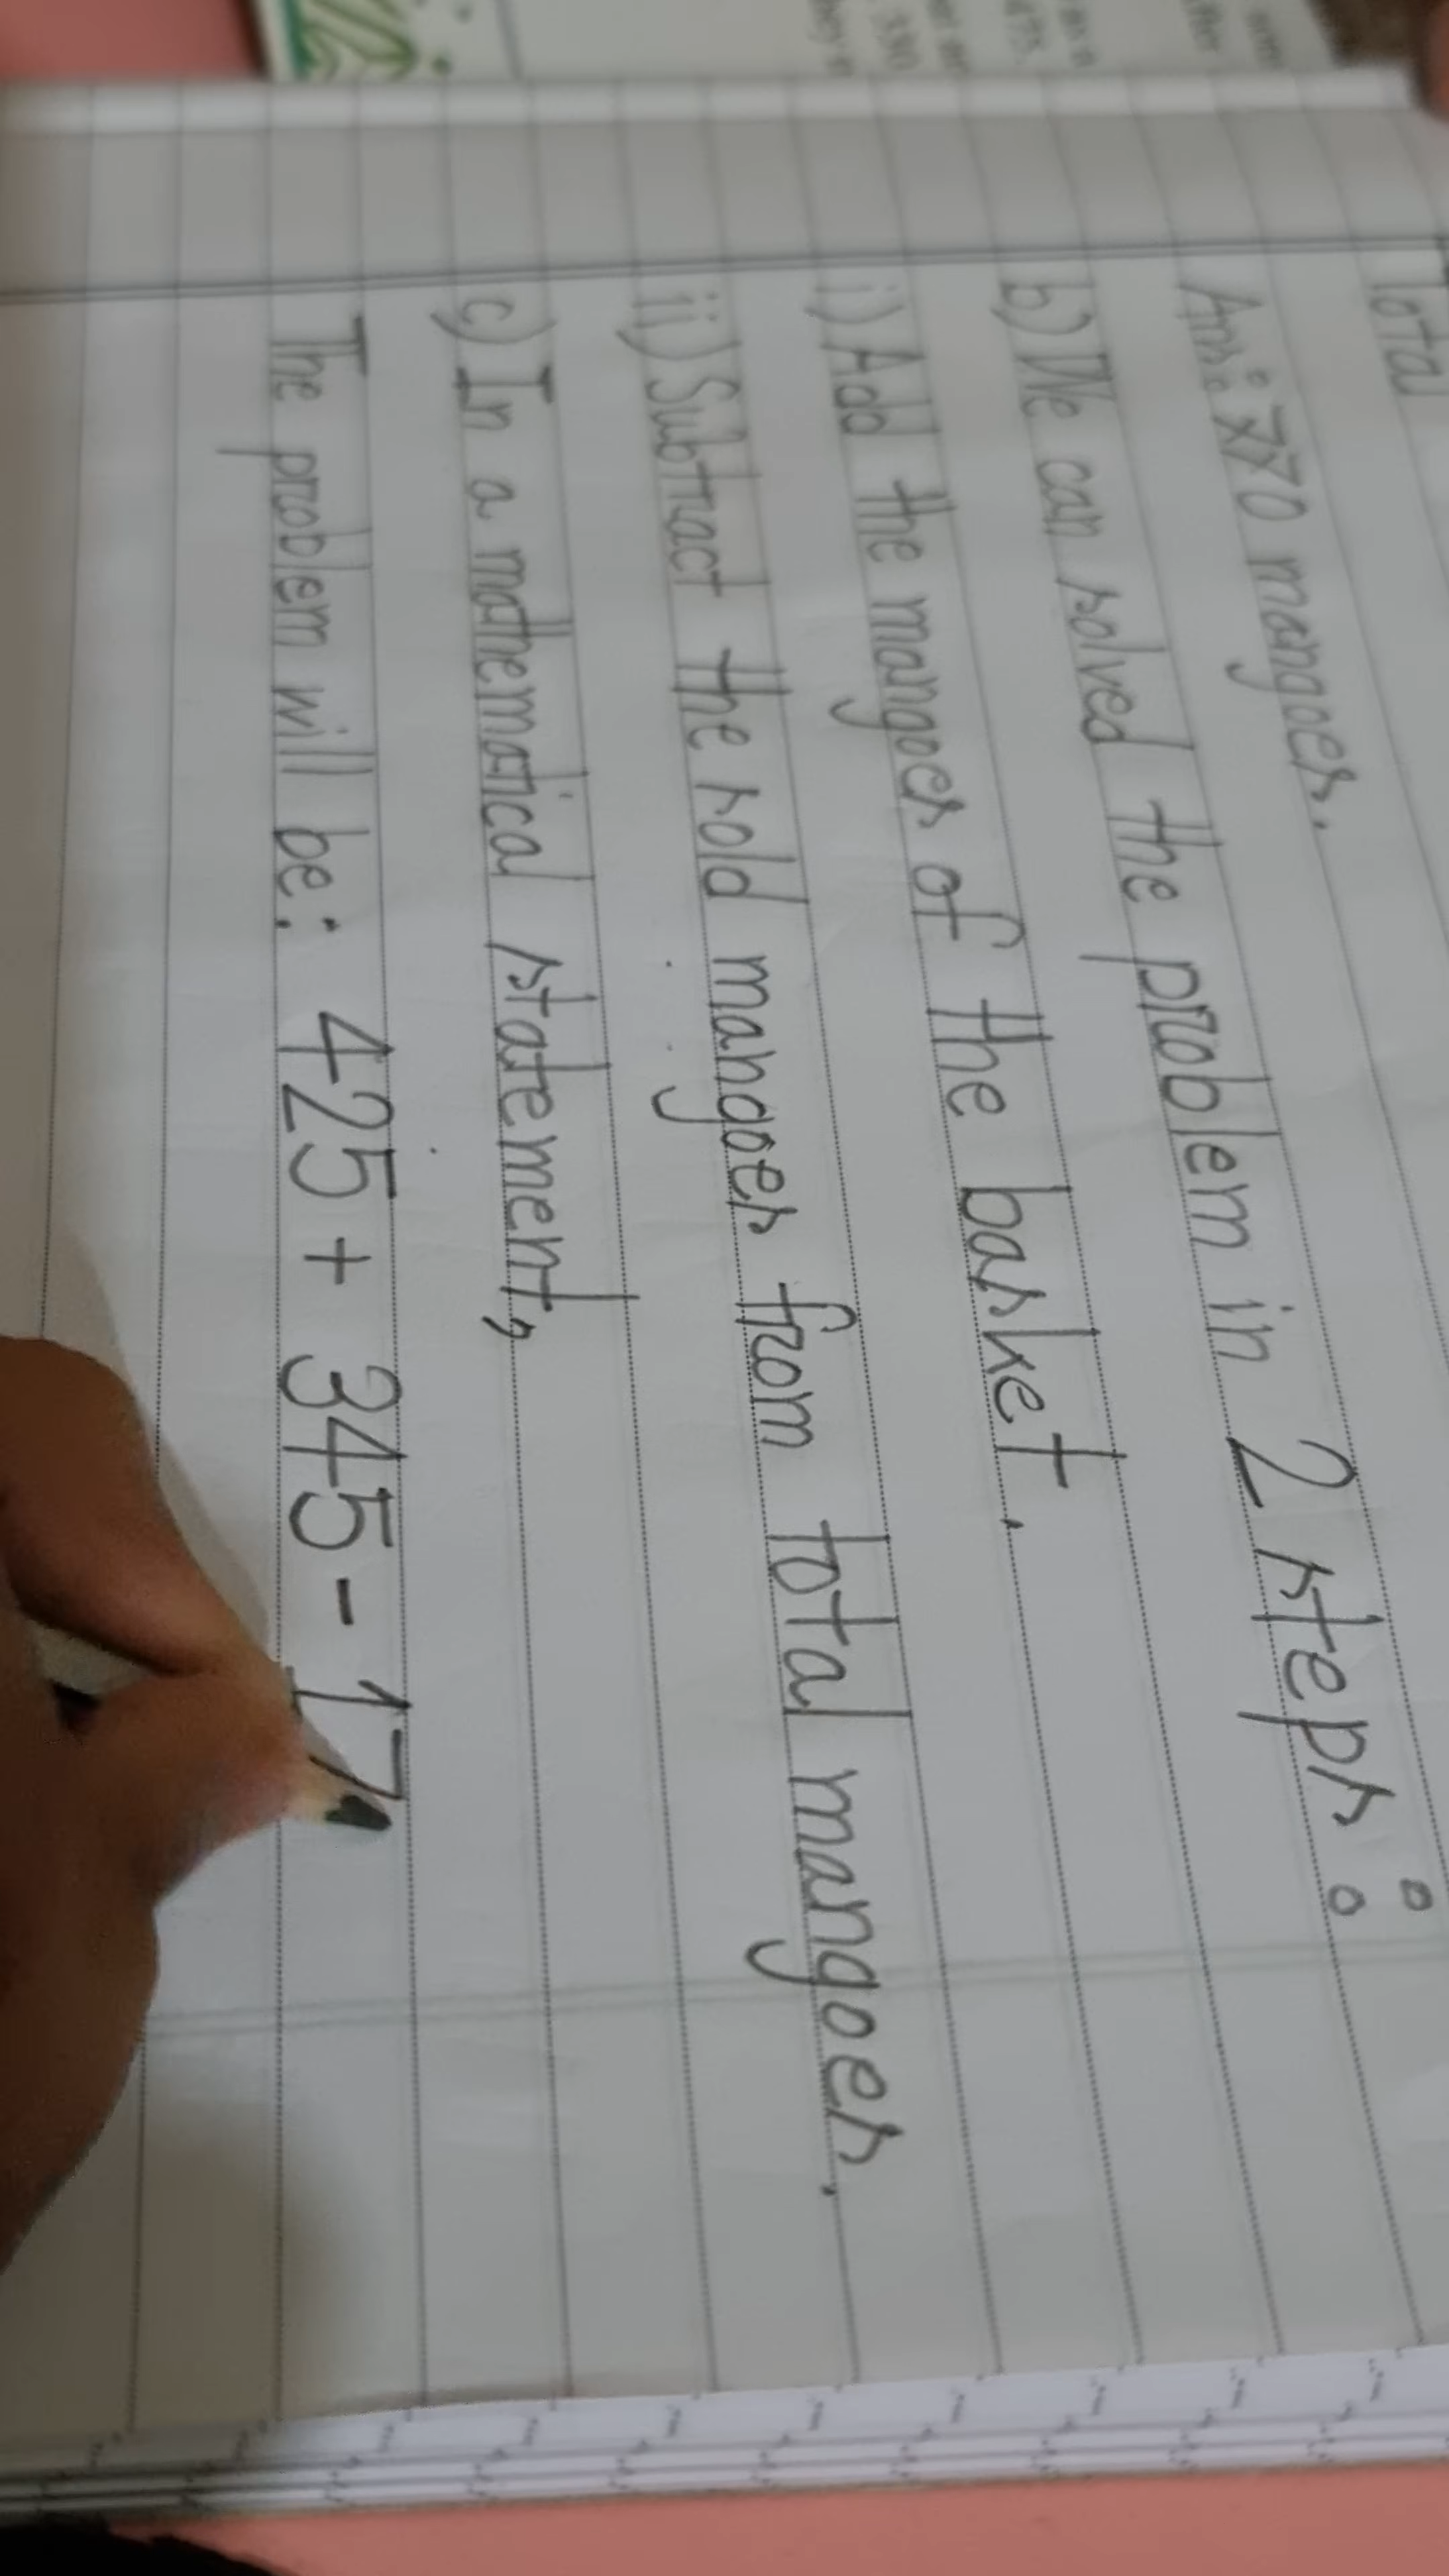 Total
Ans: 770 mangoes.
b) We can solved the problem in 2 steps:
i) Add the mangoes of the basket.
ii) Subtract the sold mangoes from total mangoes.
c) In a mathematical statement,
The problem will be: 425 + 345 - 17